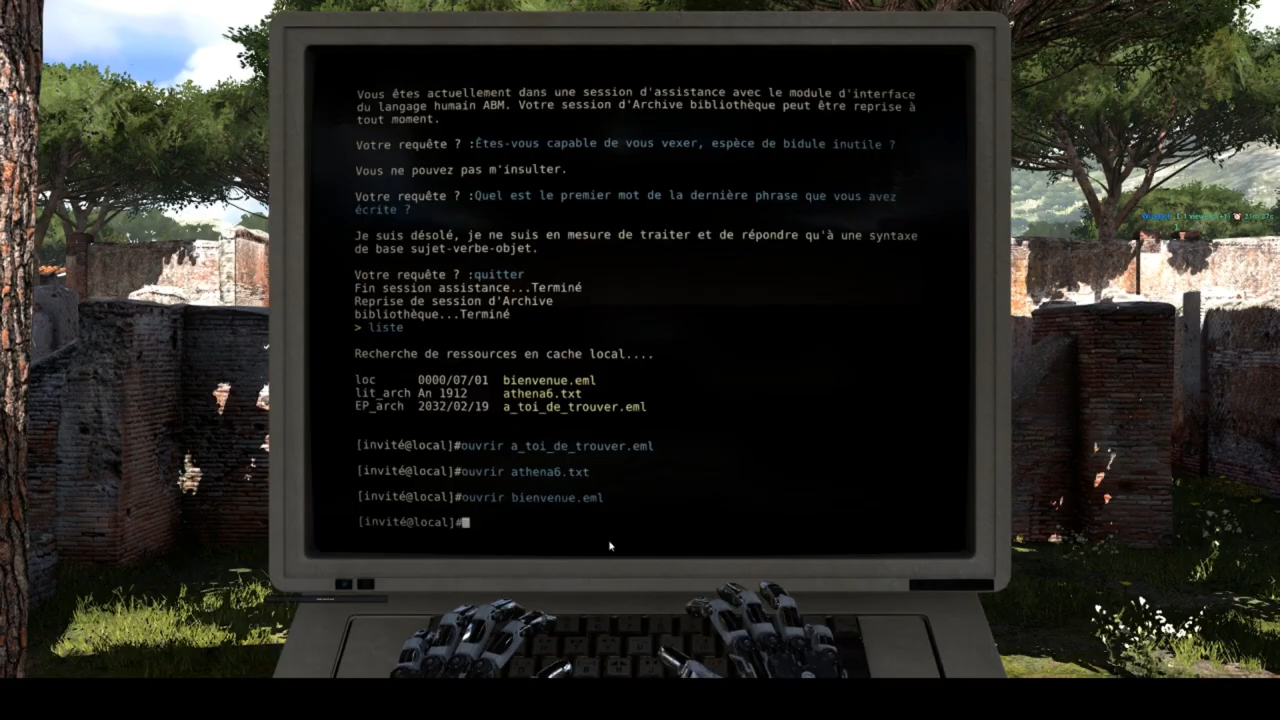 Vous êtes actuellement dans une session d'assistance avec le module d'interface
du langage humain ABM. Votre session d'Archive bibliothèque peut être reprise à
tout moment.
Votre requête ? :Êtes-vous capable de vous vexer, espèce de bidule inutile ?
Vous ne pouvez pas m'insulter.
Votre requête ? :Quel est le premier mot de la dernière phrase que vous avez
écrite ?
Je suis désolé, je ne suis en mesure de traiter et de répondre qu'à une syntaxe
de base sujet-verbe-objet.
Votre requête ? :quitter
Fin session assistance...Terminé
Reprise de session d'Archive
bibliothèque...Terminé
> liste
Recherche de ressources en cache local....
loc 0000/07/01 bienvenue.eml
lit_arch An 1912 athena6.txt
EP_arch 2032/02/19 a_toi_de_trouver.eml
[invité@local]#ouvrir a_toi_de_trouver.eml
[invité@local]#ouvrir athena6.txt
[invité@local]#ouvrir bienvenue.eml
[invité@local]#